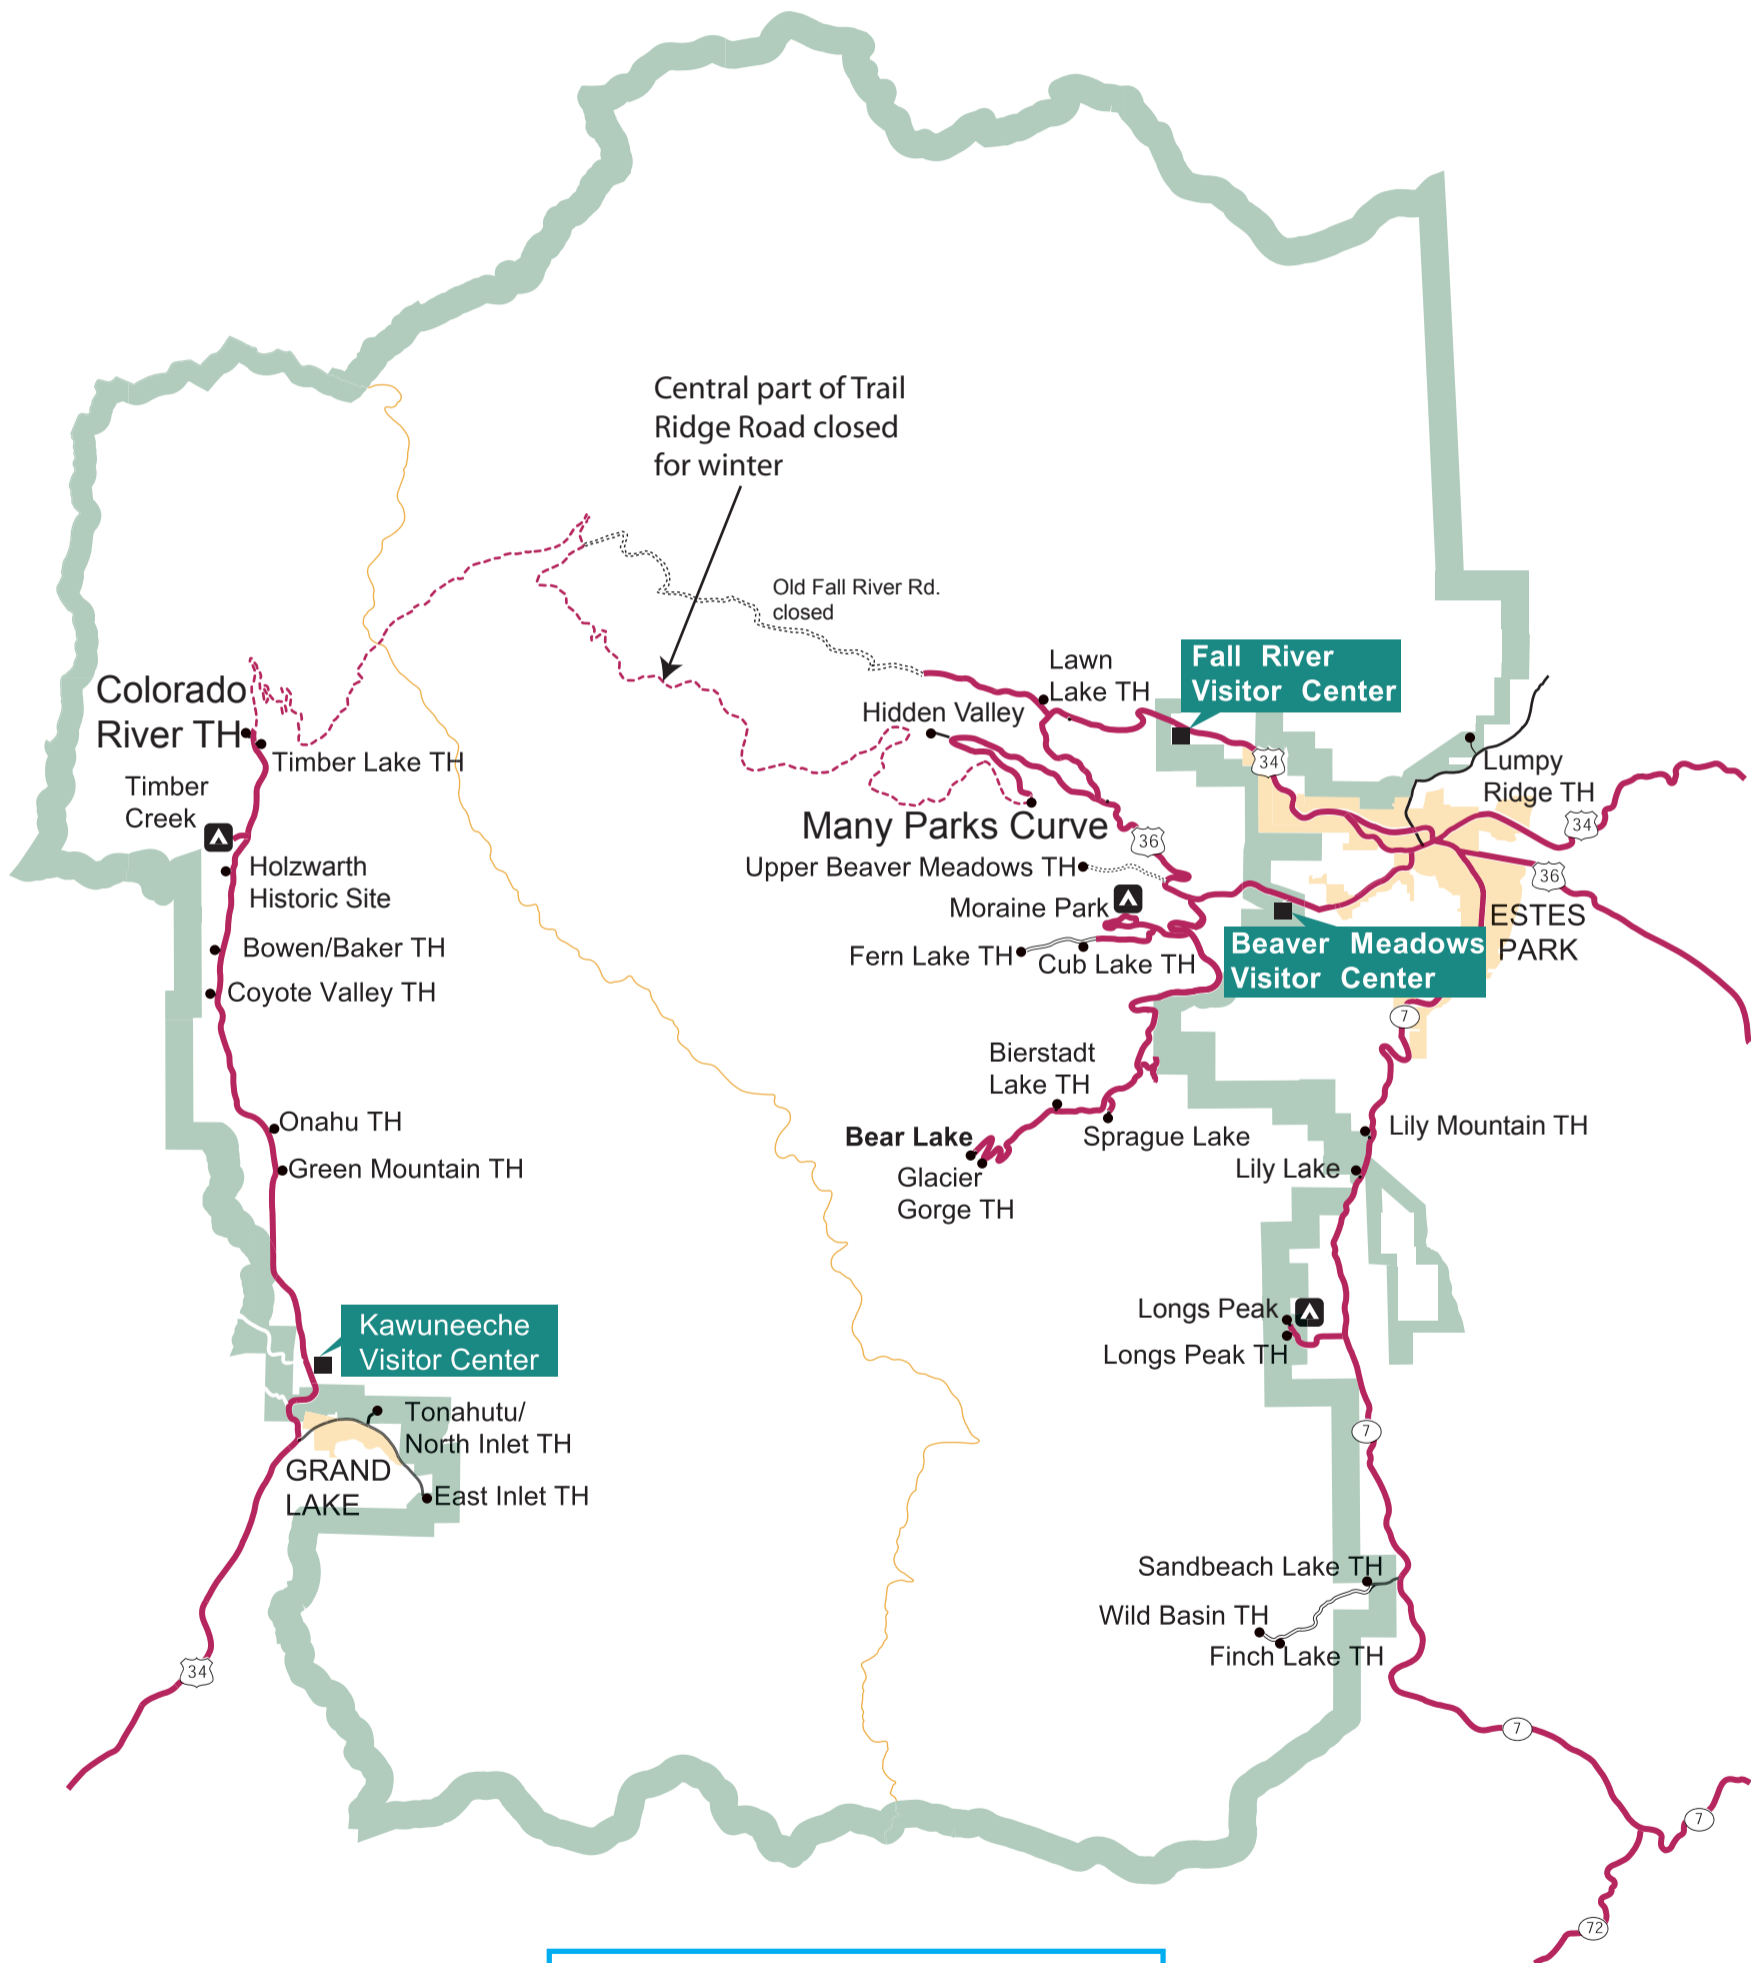 Central part of Trail
Ridge Road closed
for winter
Old Fall River Rd.
closed
Lawn
Lake TH
Fall River
Visitor Center
Hidden Valley
Colorado
River TH
Timber Lake TH
34
Lumpy
Ridge TH
Timber
Creek
Many Parks Curve
34
36
Holzwarth
Historic Site
Upper Beaver Meadows TH
36
Moraine Park
ESTES
PARK
Bowen/Baker TH
Fern Lake TH
Cub Lake TH
Beaver Meadows
Visitor Center
Coyote Valley TH
7
Bierstadt
Lake TH
Onahu TH
Bear Lake
Sprague Lake
Lily Mountain TH
Green Mountain TH
Glacier
Gorge TH
Lily Lake
Kawuneeche
Visitor Center
Longs Peak
Longs Peak TH
Tonahutu/
North Inlet TH
7
GRAND
LAKE
East Inlet TH
Sandbeach Lake TH
Wild Basin TH
Finch Lake TH
34
7
7
72